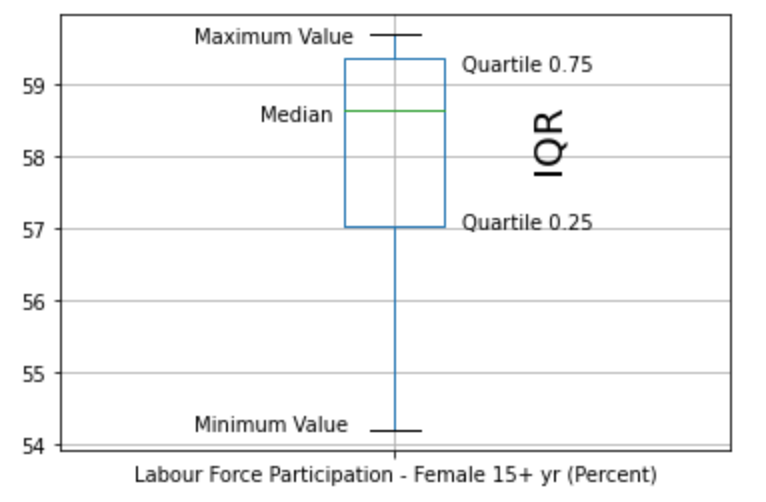 Maximum Value
Quartile 0.75
59
Median
IQR
58
57
Quartile 0.25
56
55
Minimum Value
54
Labour Force Participation - Female 15+ yr (Percent)